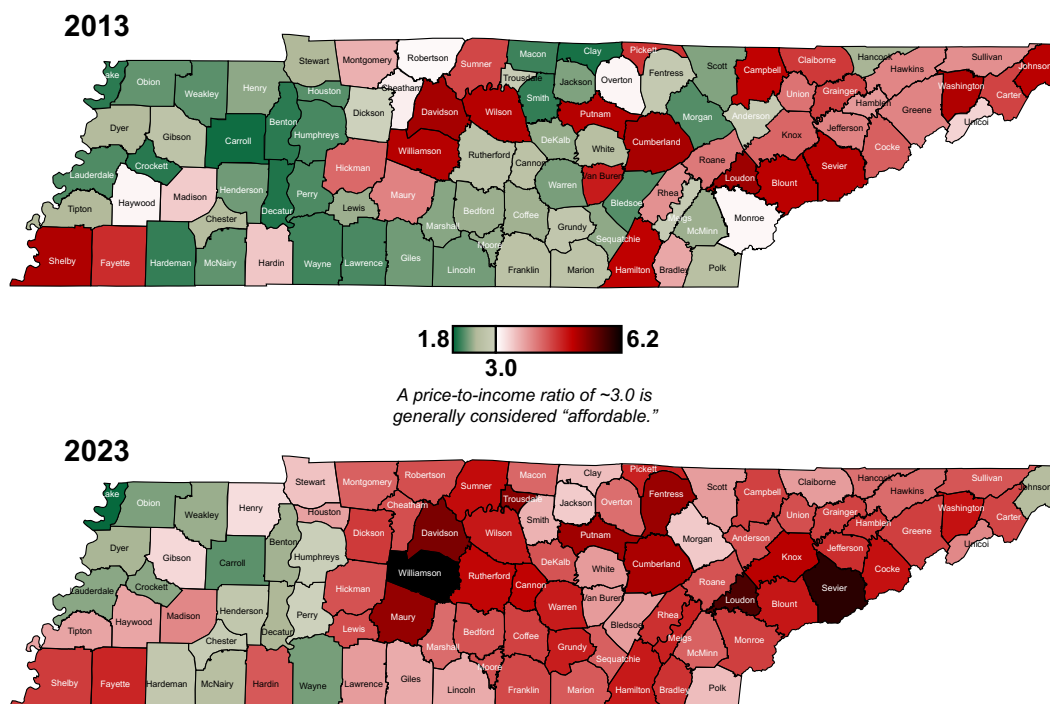 2013
Robertson
Sumner
Macon
Clay
Pickett
Stewart
Montgomery
Overton
Fentress
Scott
Campbell
Claiborne
Hancock
Sullivan
Johnson
Hawkins
ake
Obion
Weakley
Henry
Houston
Cheatham
Trousdale
Jackson
Smith
Union
Grainger
Washington
Carter
Hamblen
Greene
Unicoi
Dickson
Davidson
Wilson
Putnam
Morgan
Anderson
Dyer
Gibson
Carroll
Benton
Humphreys
DeKalb
White
Cumberland
Knox
Jefferson
Cocke
Williamson
Rutherford
Cannon
Roane
Crockett
Lauderdale
Hickman
Van Buren
Loudon
Blount
Sevier
Maury
Warren
Rhea
Bledsoe
Tipton
Haywood
Madison
Henderson
Decatur
Perry
Lewis
Bedford
Coffee
Marshall
Grundy
Meigs
McMinn
Monroe
Chester
Moore
Sequatchie
Shelby
Fayette
Hardeman
McNairy
Hardin
Wayne
Lawrence
Giles
Lincoln
Franklin
Marion
Hamilton
Bradley
Polk
1.8
6.2
3.0
A price-to-income ratio of ~3.0 is
generally considered “affordable.”
2023
Stewart
Montgomery
Robertson
Sumner
Macon
Clay
Pickett
Overton
Fentress
Scott
Campbell
Claiborne
Hancock
Sullivan
Johnson
Hawkins
ake
Obion
Weakley
Henry
Houston
Cheatham
Trousdale
Jackson
Smith
Union
Grainger
Washington
Carter
Hamblen
Greene
Unicoi
Dickson
Davidson
Wilson
Putnam
Morgan
Anderson
Dyer
Gibson
Carroll
Benton
Humphreys
DeKalb
White
Cumberland
Knox
Jefferson
Cocke
Williamson
Rutherford
Cannon
Roane
Crockett
Lauderdale
Hickman
Van Buren
Loudon
Blount
Sevier
Maury
Warren
Rhea
Bledsoe
Tipton
Haywood
Madison
Henderson
Decatur
Perry
Lewis
Bedford
Coffee
Marshall
Grundy
Meigs
McMinn
Monroe
Chester
Moore
Sequatchie
Shelby
Fayette
Hardeman
McNairy
Hardin
Wayne
Lawrence
Giles
Lincoln
Franklin
Marion
Hamilton
Bradley
Polk